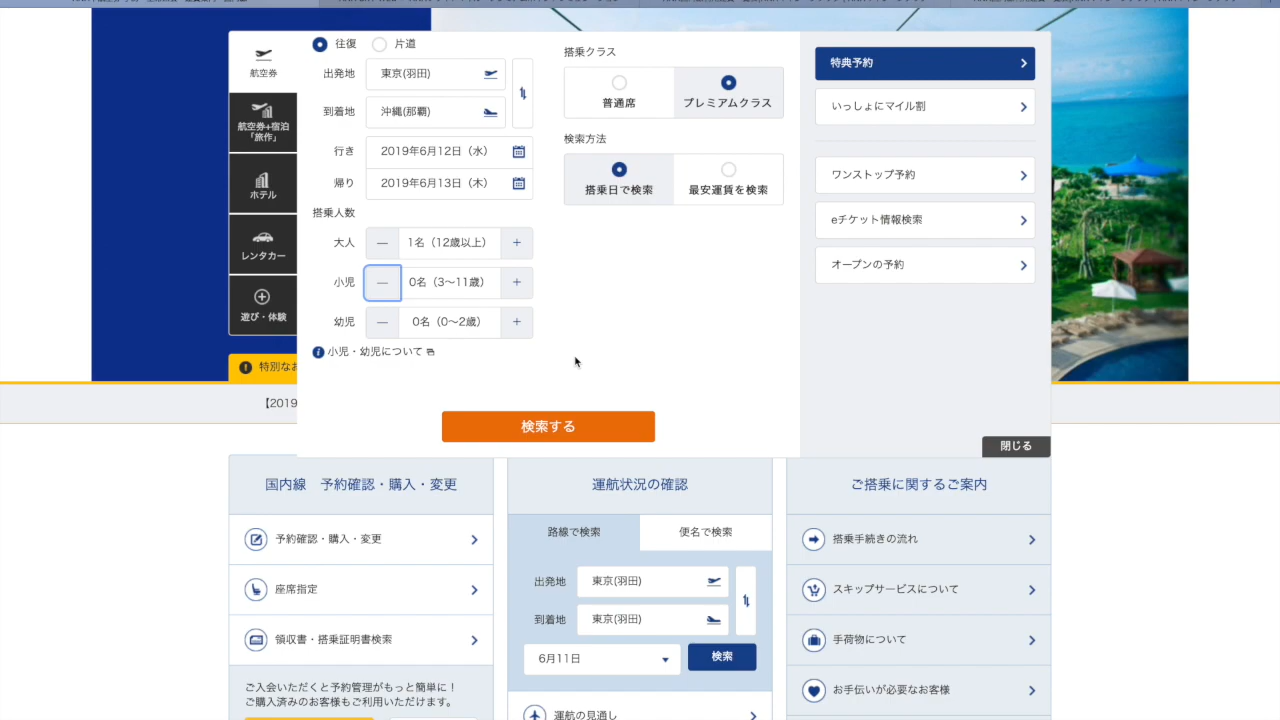 航空券
航空券+宿泊
「旅作」
ホテル
レンタカー
遊び・体験
特別なお
【2019
往復
片道
出発地
東京(羽田)
到着地
沖縄(那覇)
行き
2019年6月12日（水）
帰り
2019年6月13日（木）
搭乗人数
大人
— 1名（12歳以上） +
小児
— 0名（3〜11歳） +
幼児
— 0名（0〜2歳） +
小児・幼児について
搭乗クラス
普通席
プレミアムクラス
検索方法
搭乗日で検索
最安運賃を検索
検索する
特典予約
いっしょにマイル割
ワンストップ予約
eチケット情報検索
オープンの予約
閉じる
国内線　予約確認・購入・変更
予約確認・購入・変更
座席指定
領収書・搭乗証明書検索
ご入会いただくと予約管理がもっと簡単に！
ご購入済みのお客様もご利用いただけます。
運航状況の確認
路線で検索
便名で検索
出発地
東京(羽田)
到着地
東京(羽田)
6月11日
検索
運航の見通し
ご搭乗に関するご案内
搭乗手続きの流れ
スキップサービスについて
手荷物について
お手伝いが必要なお客様